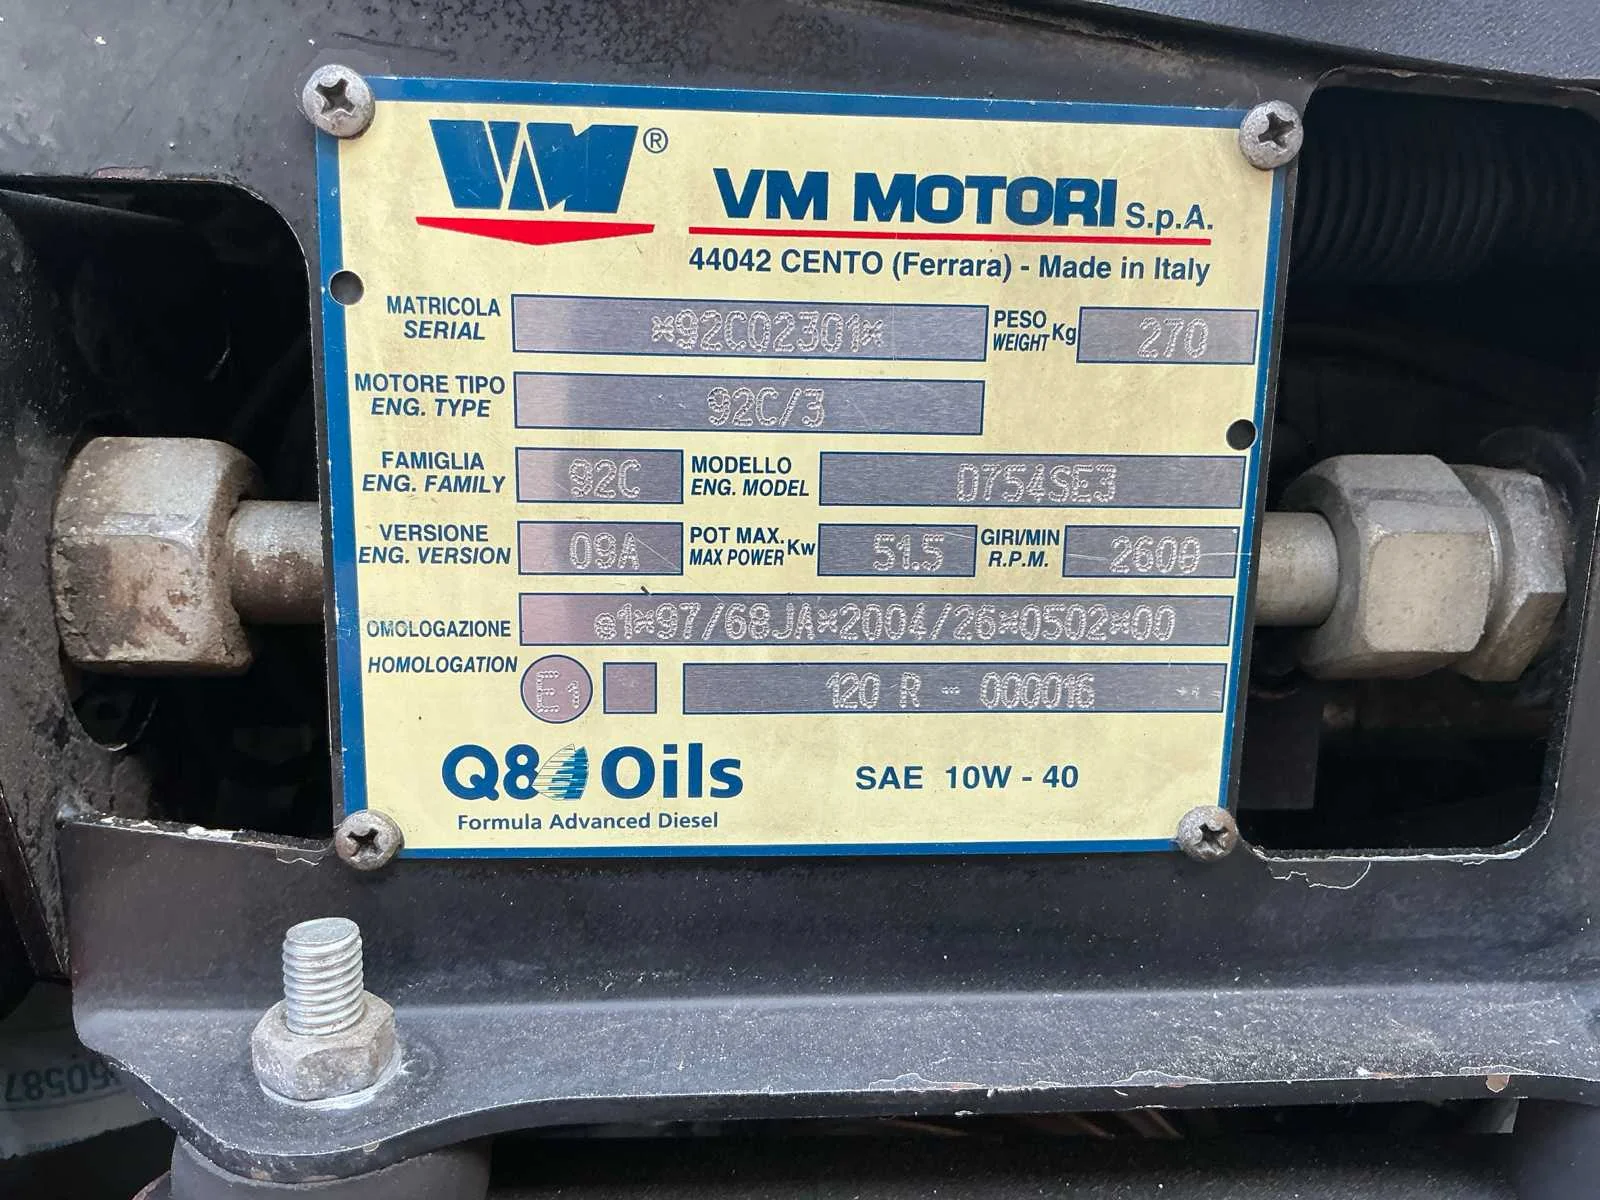 VM®
VM MOTORI S.p.A.
44042 CENTO (Ferrara) - Made in Italy
MATRICOLA
SERIAL
*92C02301*
PESO
WEIGHT Kg
270
MOTORE TIPO
ENG. TYPE
92C/3
FAMIGLIA
ENG. FAMILY
92C
MODELLO
ENG. MODEL
D754SE3
VERSIONE
ENG. VERSION
09A
POT MAX.
MAX POWER Kw
51.5
GIRI/MIN
R.P.M.
2600
OMOLOGAZIONE
HOMOLOGATION
e1*97/68JA*2004/26*0502*00
E1
120 R - 000016
Q8 Oils
Formula Advanced Diesel
SAE 10W - 40